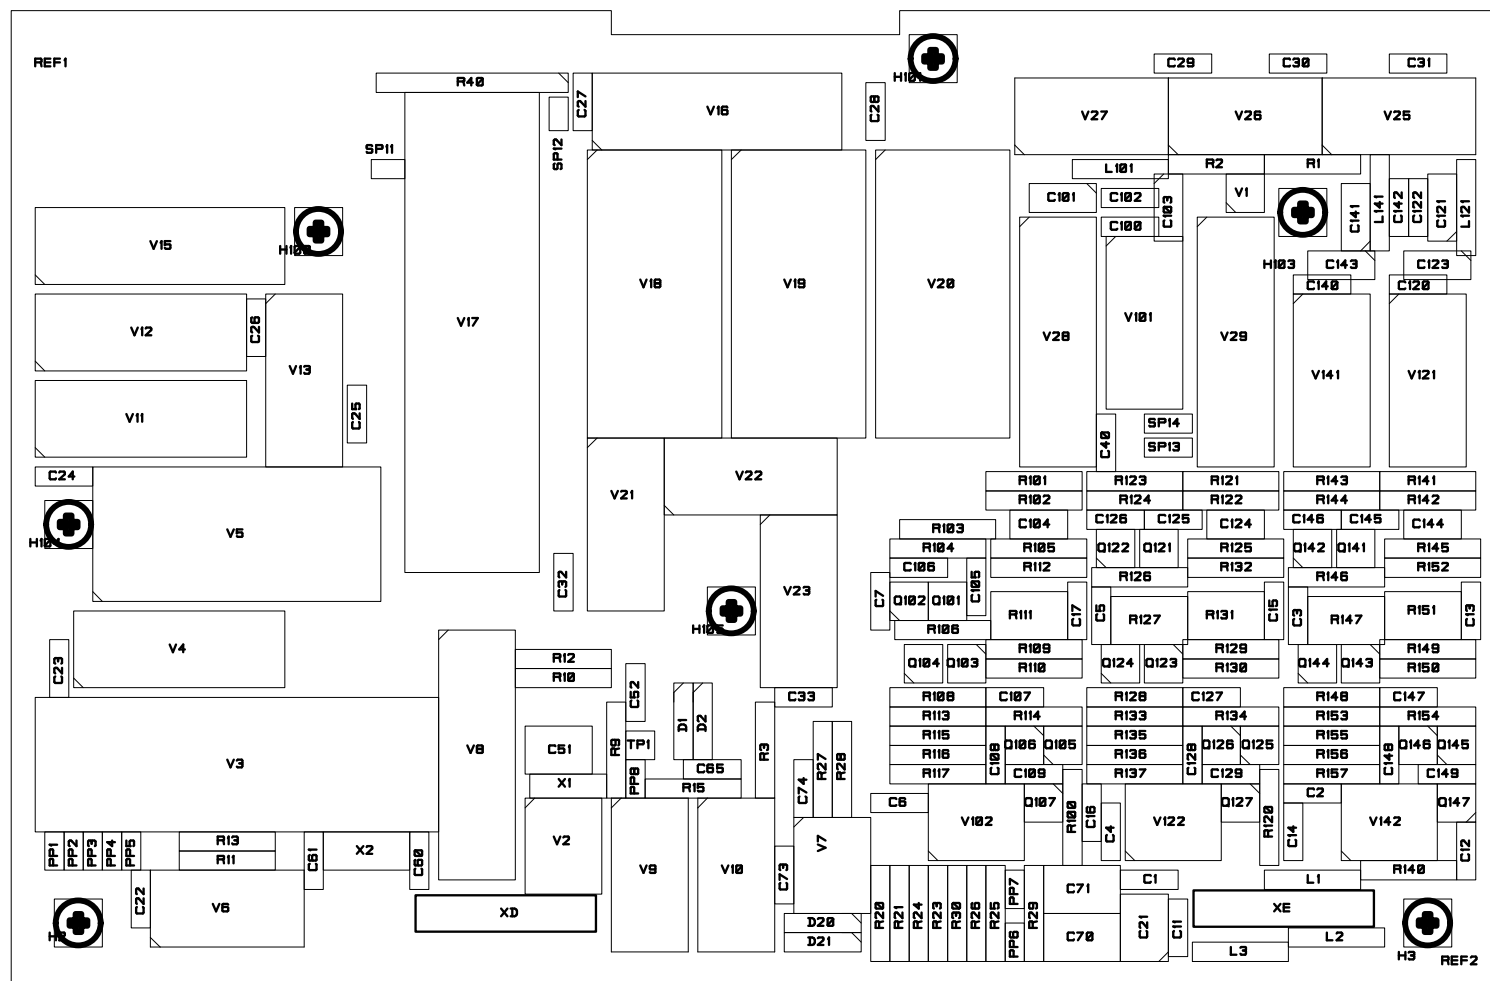 REF1
H101
C29
C30
C31
R40
C27
V16
C28
V27
V26
V25
SP11
SP12
L101
R2
R1
C101
C102
C103
V1
C141
L141
C142
C122
C121
L121
C100
V15
H102
V18
V19
V20
H103
C143
C123
C140
C120
V12
C26
V13
V17
V28
V101
V29
V141
V121
V11
C25
SP14
C40
SP13
C24
V5
H104
V21
V22
R101
R123
R121
R143
R141
R102
R124
R122
R144
R142
R103
C104
C126
C125
C124
C146
C145
C144
R104
R105
Q122
Q121
R125
Q142
Q141
R145
C106
R112
R132
R152
C32
V23
C7
Q102
Q101
C105
R126
R146
H105
R106
R111
C17
C5
R127
R131
C15
C3
R147
R151
C13
V4
C23
R12
R10
C52
Q104
Q103
R109
R110
Q124
Q123
R129
R130
Q144
Q143
R149
R150
C33
R108
C107
R128
C127
R148
C147
V3
V8
C51
R9
TP1
D1
D2
R3
R27
R28
R113
R114
R133
R134
R153
R154
R115
C108
Q106
Q105
R135
C128
Q126
Q125
R155
C148
Q146
Q145
R116
R136
R156
X1
PP8
C65
R15
C74
R117
C109
R137
C129
R157
C149
C6
V102
Q107
R100
C16
C4
V122
Q127
R120
C2
C14
V142
Q147
C12
PP1
PP2
PP3
PP4
PP5
R13
R11
C61
X2
C60
V2
V9
V10
V7
C73
R140
C22
V6
R20
R21
R24
R23
R30
R26
R25
PP7
R29
C71
C1
L1
H2
XD
D20
D21
PP6
C70
C21
C11
XE
L2
L3
H3
REF2